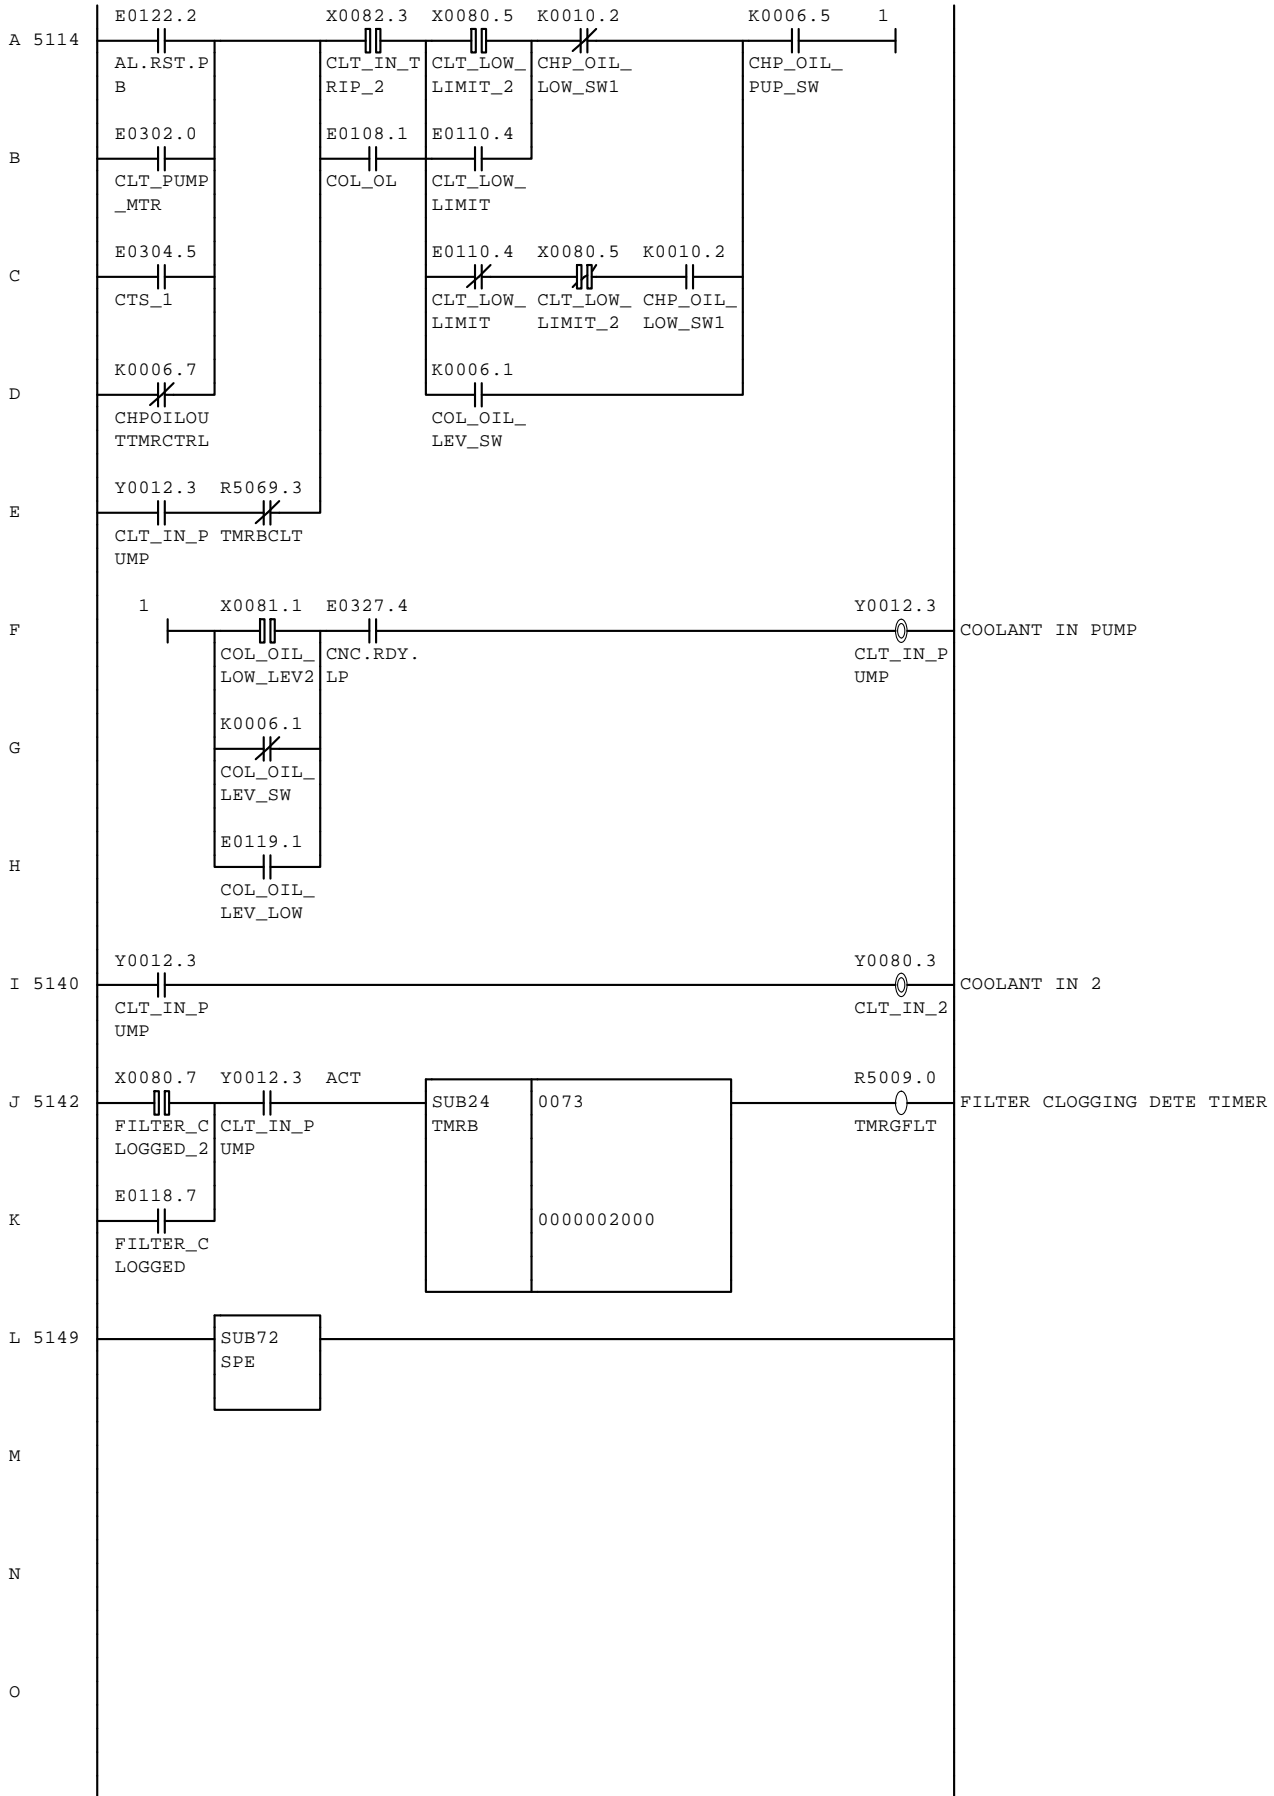 E0122.2 X0082.3 X0080.5 K0010.2 K0006.5 1
A 5114
AL.RST.P CLT_IN_T CLT_LOW_ CHP_OIL_ CHP_OIL_
B RIP_2 LIMIT_2 LOW_SW1 PUP_SW
E0302.0 E0108.1 E0110.4
B
CLT_PUMP COL_OL CLT_LOW_
_MTR LIMIT
E0304.5 E0110.4 X0080.5 K0010.2
C
CTS_1 CLT_LOW_ CLT_LOW_ CHP_OIL_
LIMIT LIMIT_2 LOW_SW1
K0006.7 K0006.1
D
CHPOILOU COL_OIL_
TTMRCTRL LEV_SW
Y0012.3 R5069.3
E
CLT_IN_P TMRBCLT
UMP
1 X0081.1 E0327.4 Y0012.3
F COOLANT IN PUMP
COL_OIL_ CNC.RDY. CLT_IN_P
LOW_LEV2 LP UMP
K0006.1
G
COL_OIL_
LEV_SW
E0119.1
H
COL_OIL_
LEV_LOW
Y0012.3 Y0080.3
I 5140 COOLANT IN 2
CLT_IN_P CLT_IN_2
UMP
X0080.7 Y0012.3 ACT R5009.0
J 5142 SUB24 0073 FILTER CLOGGING DETE TIMER
FILTER_C CLT_IN_P TMRB TMRGFLT
LOGGED_2 UMP
E0118.7
K 0000002000
FILTER_C
LOGGED
L 5149 SUB72
SPE
M
N
O